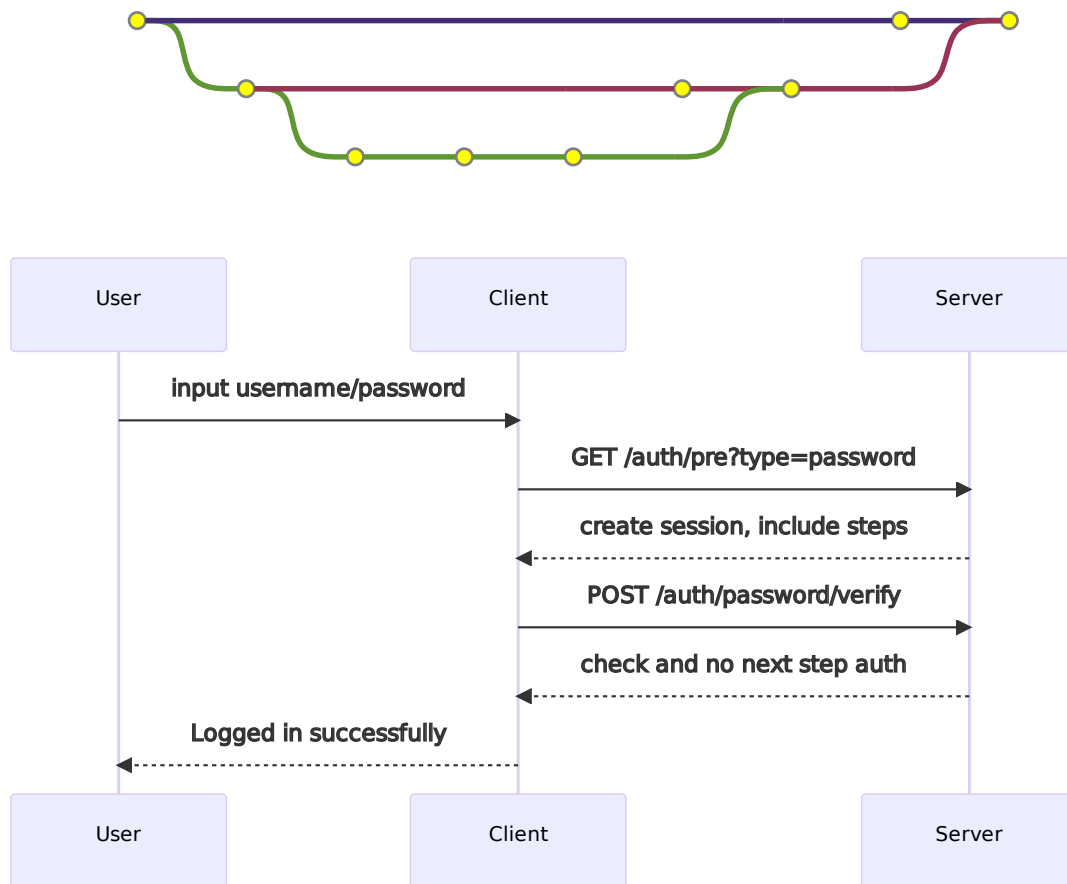 User
Client
Server
input username/password
GET /auth/pre?type=password
create session, include steps
POST /auth/password/verify
check and no next step auth
Logged in successfully
User
Client
Server